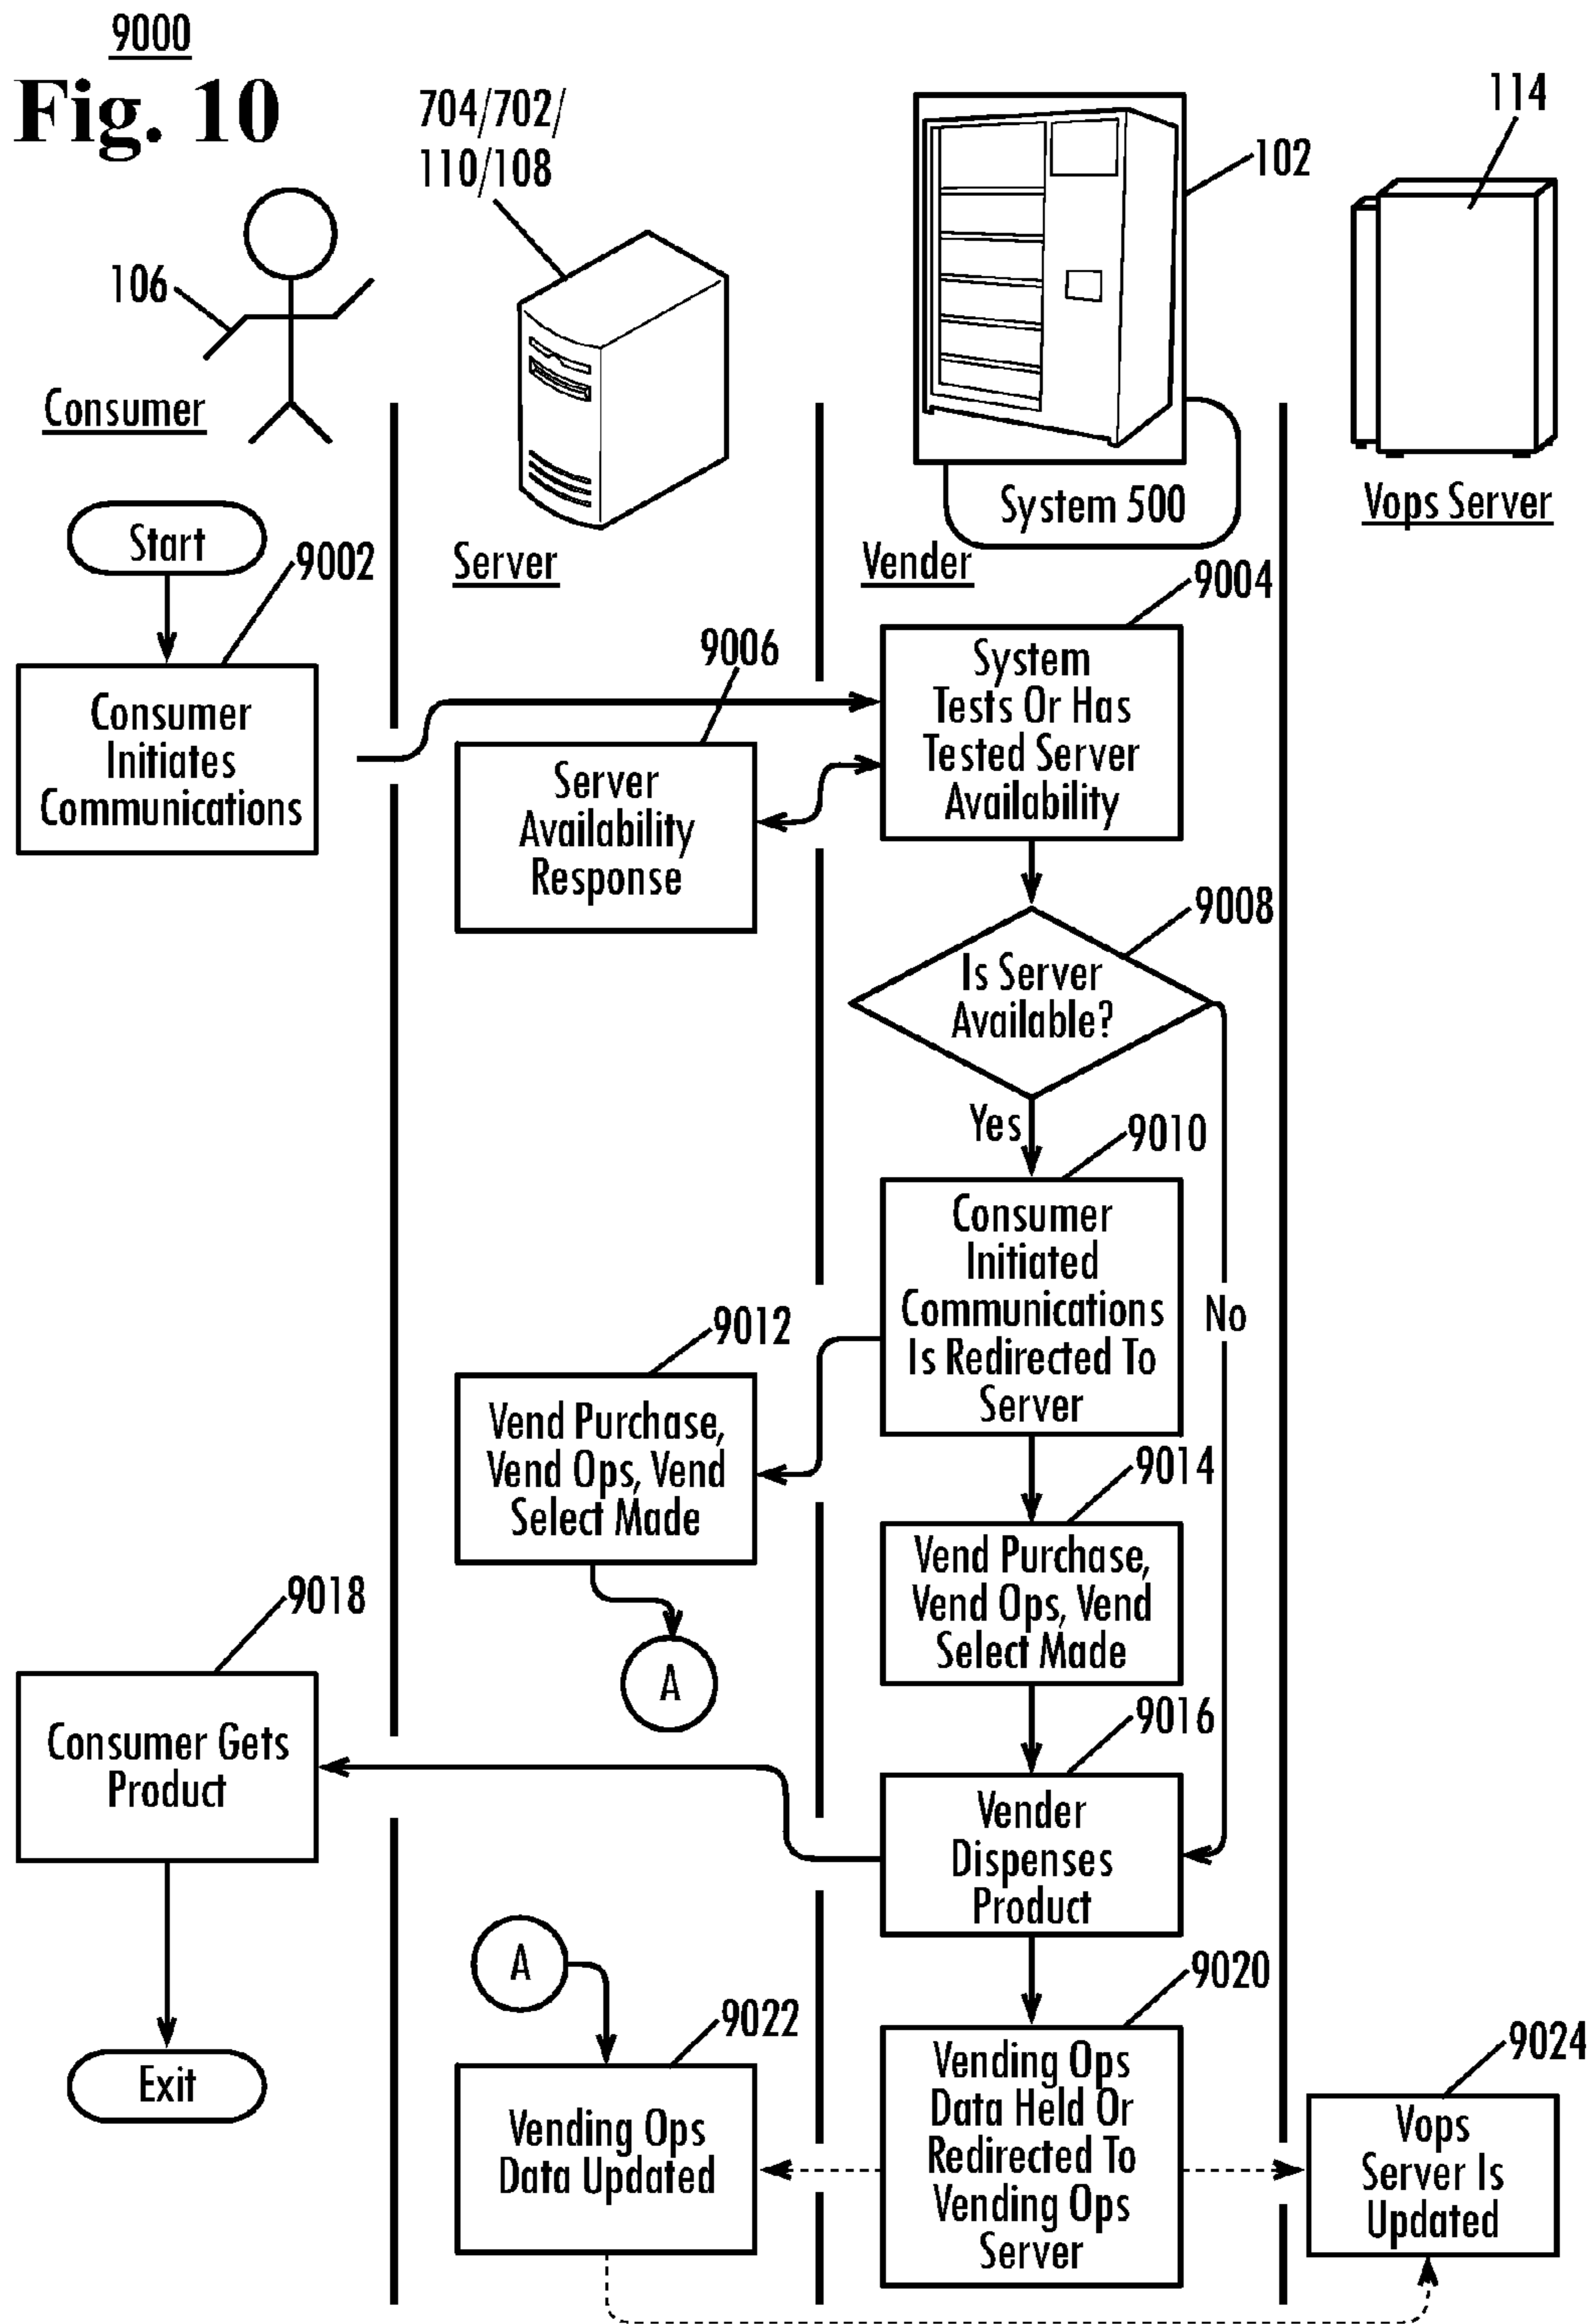 9000
Fig. 10
704/702/
110/108
102
114
106
Consumer
System 500
Vops Server
Start
9002
Server
Vender
9004
Consumer
Initiates
Communications
9006
System
Tests Or Has
Tested Server
Availability
Server
Availability
Response
9008
Is Server
Available?
Yes
9010
Consumer
Initiated
Communications
Is Redirected To
Server
No
9012
Vend Purchase,
Vend Ops, Vend
Select Made
9014
Vend Purchase,
Vend Ops, Vend
Select Made
A
9018
Consumer Gets
Product
9016
Vender
Dispenses
Product
A
9020
9022
Vending Ops
Data Held Or
Redirected To
Vending Ops
Server
9024
Exit
Vending Ops
Data Updated
Vops
Server Is
Updated